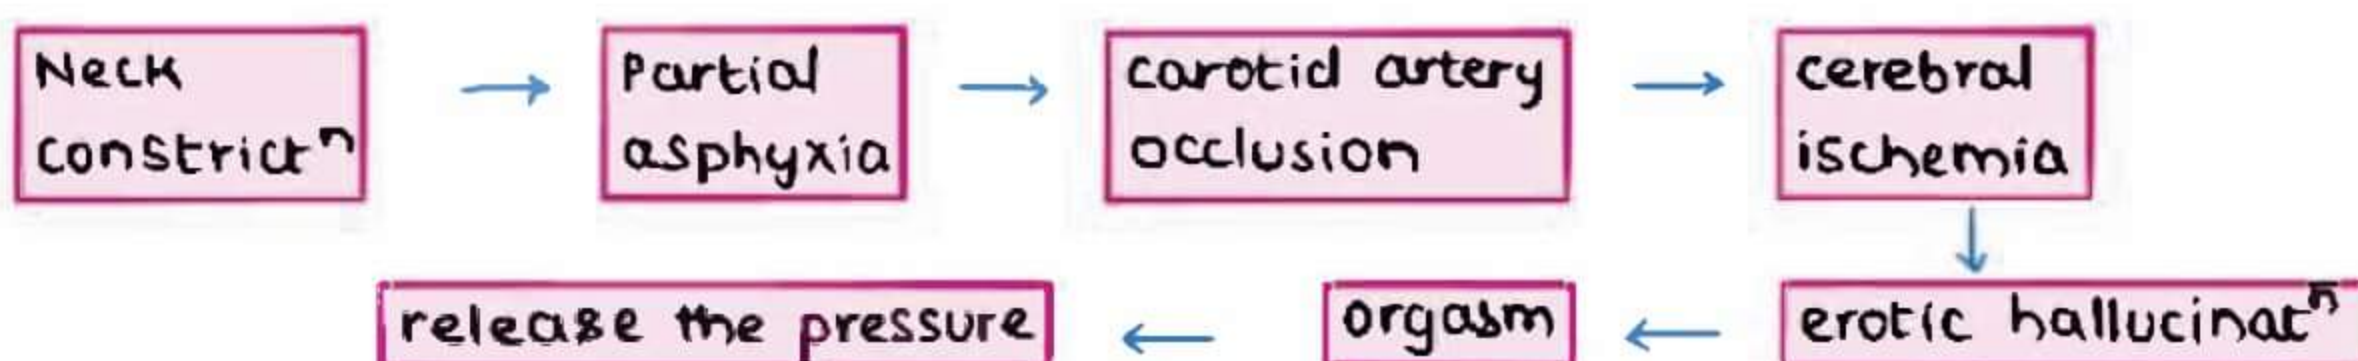 Neck
constrictⁿ
Partial
asphyxia
carotid artery
occlusion
cerebral
ischemia
erotic hallucinatⁿ
orgasm
release the pressure